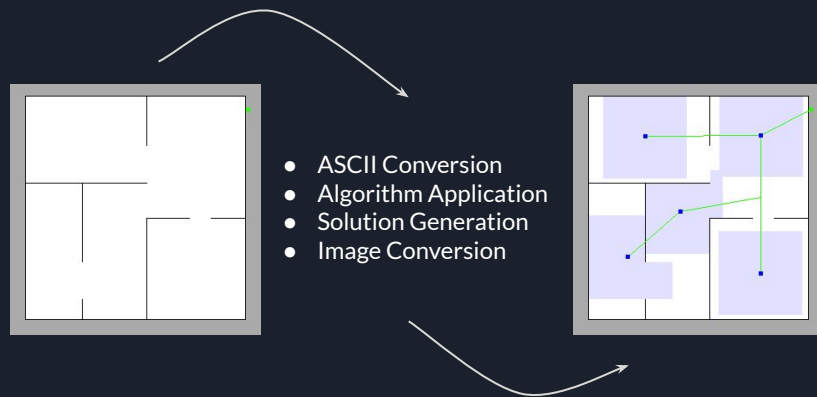 ● ASCII Conversion
● Algorithm Application
● Solution Generation
● Image Conversion